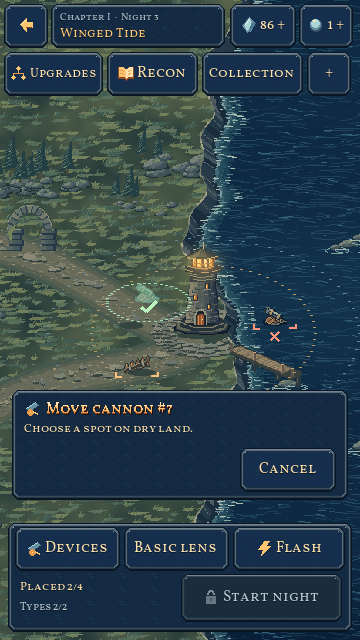 Chapter I · Night 3
Winged Tide
86 +
1 +
Upgrades
Recon
Collection
+
Move cannon #7
Choose a spot on dry land.
Cancel
Devices
Basic lens
Flash
Placed 2/4
Types 2/2
Start night